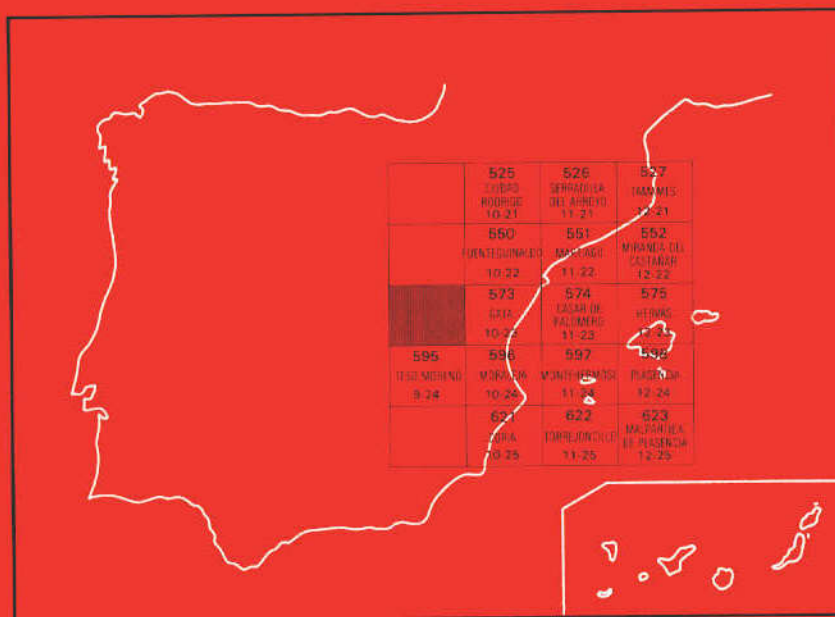 525 526 527
CIUDAD RODRIGO SERRADILLA DEL ARROYO TAMAMES
10-21 11-21 12-21
550 551 552
FUENTEGUINALDO MARTIAGO MIRANDA DEL CASTAÑAR
10-22 11-22 12-22
573 574 575
GATA CASAR DE PALOMERO HERVAS
10-23 11-23 12-23
595 596 597 598
TESO MORENO MORALEJA MONTEHERMOSO PLASENCIA
9-24 10-24 11-24 12-24
621 622 623
CORIA TORREJONCILLO MALPARTIDA DE PLASENCIA
10-25 11-25 12-25